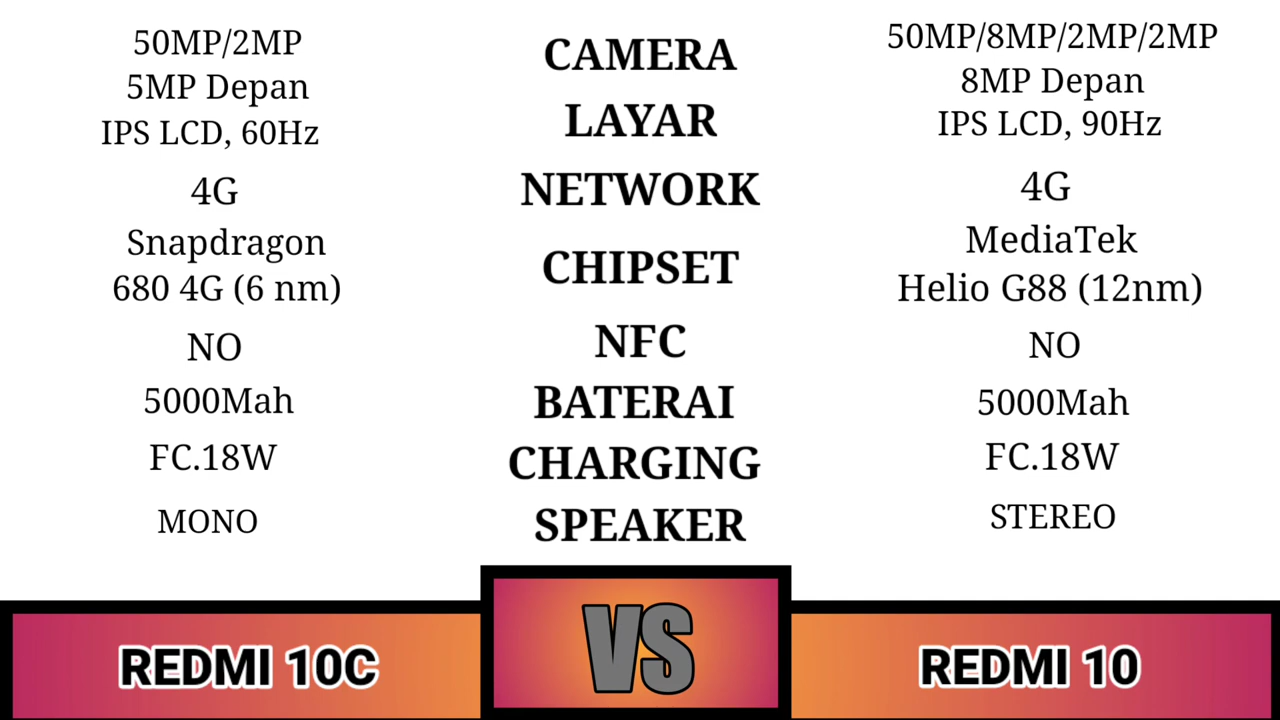 50MP/2MP
5MP Depan
CAMERA
50MP/8MP/2MP/2MP
8MP Depan
IPS LCD, 60Hz
LAYAR
IPS LCD, 90Hz
4G
NETWORK
4G
Snapdragon
680 4G (6 nm)
CHIPSET
MediaTek
Helio G88 (12nm)
NO
NFC
NO
5000Mah
BATERAI
5000Mah
FC.18W
CHARGING
FC.18W
MONO
SPEAKER
STEREO
REDMI 10C
VS
REDMI 10